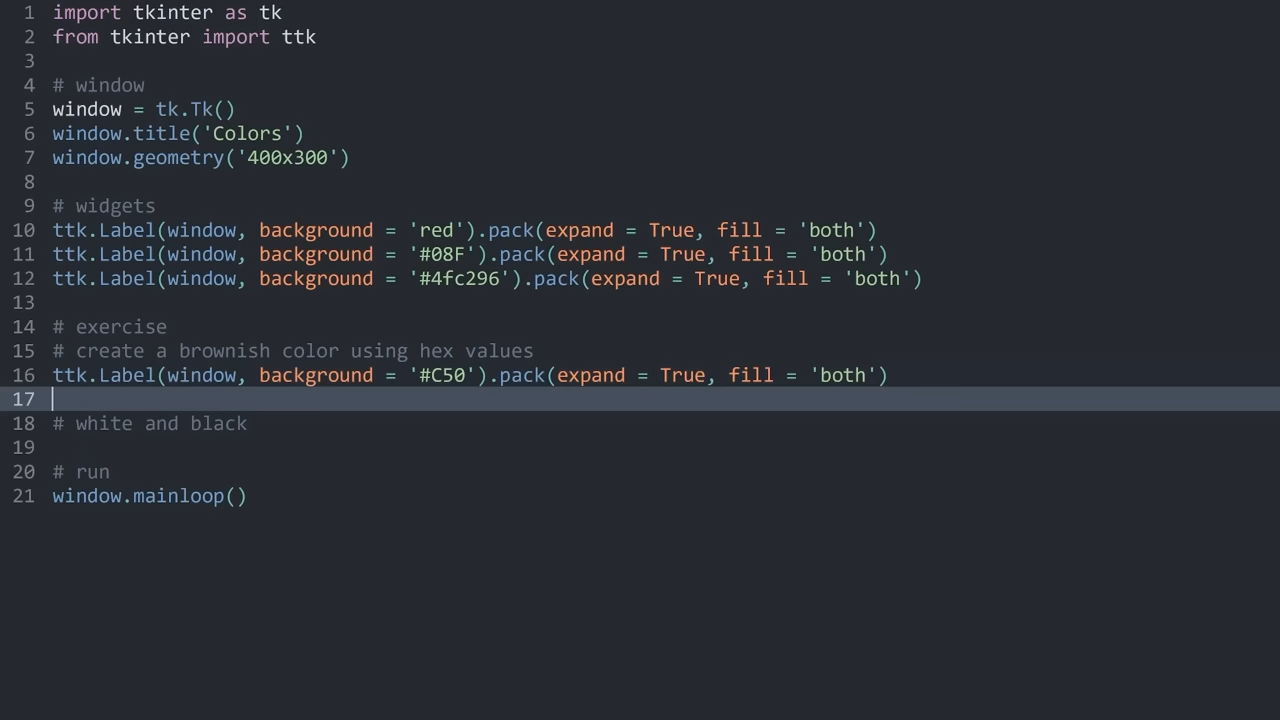 1 import tkinter as tk
2 from tkinter import ttk
3
4 # window
5 window = tk.Tk()
6 window.title('Colors')
7 window.geometry('400x300')
8
9 # widgets
10 ttk.Label(window, background = 'red').pack(expand = True, fill = 'both')
11 ttk.Label(window, background = '#08F').pack(expand = True, fill = 'both')
12 ttk.Label(window, background = '#4fc296').pack(expand = True, fill = 'both')
13
14 # exercise
15 # create a brownish color using hex values
16 ttk.Label(window, background = '#C50').pack(expand = True, fill = 'both')
17
18 # white and black
19
20 # run
21 window.mainloop()